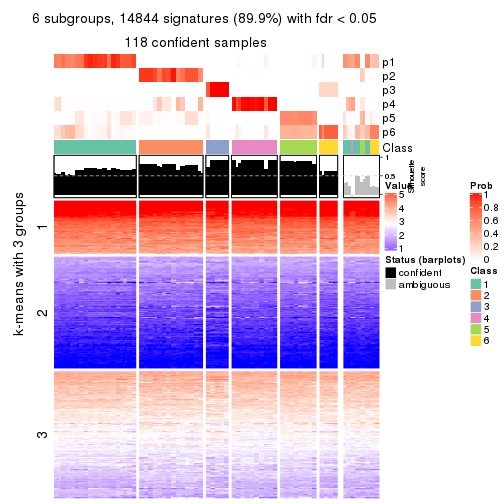 6 subgroups, 14844 signatures (89.9%) with fdr < 0.05
118 confident samples
p1
p2
p3
p4
p5
p6
Class
1
0.5
0
Silhouette
score
k-means with 3 groups
1
2
3
Value
5
4
3
2
1
Status (barplots)
confident
ambiguous
Prob
1
0.8
0.6
0.4
0.2
0
Class
1
2
3
4
5
6